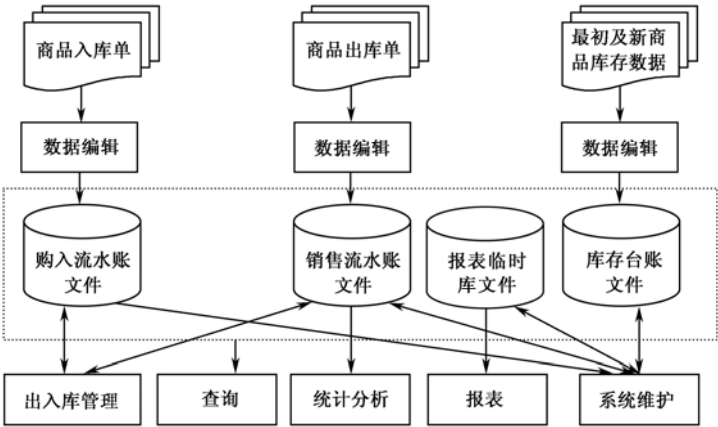 商品入库单
商品出库单
最初及新商
品库存数据
数据编辑
数据编辑
数据编辑
购入流水账
文件
销售流水账
文件
报表临时
库文件
库存台账
文件
出入库管理
查询
统计分析
报表
系统维护